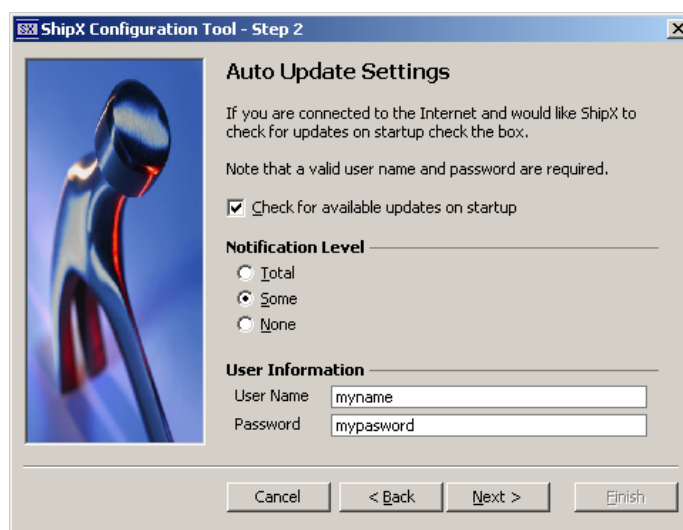 SX ShipX Configuration Tool - Step 2
Auto Update Settings
If you are connected to the Internet and would like ShipX to
check for updates on startup check the box.
Note that a valid user name and password are required.
Check for available updates on startup
Notification Level
Total
Some
None
User Information
User Name myname
Password mypasword
Cancel < Back Next > Finish